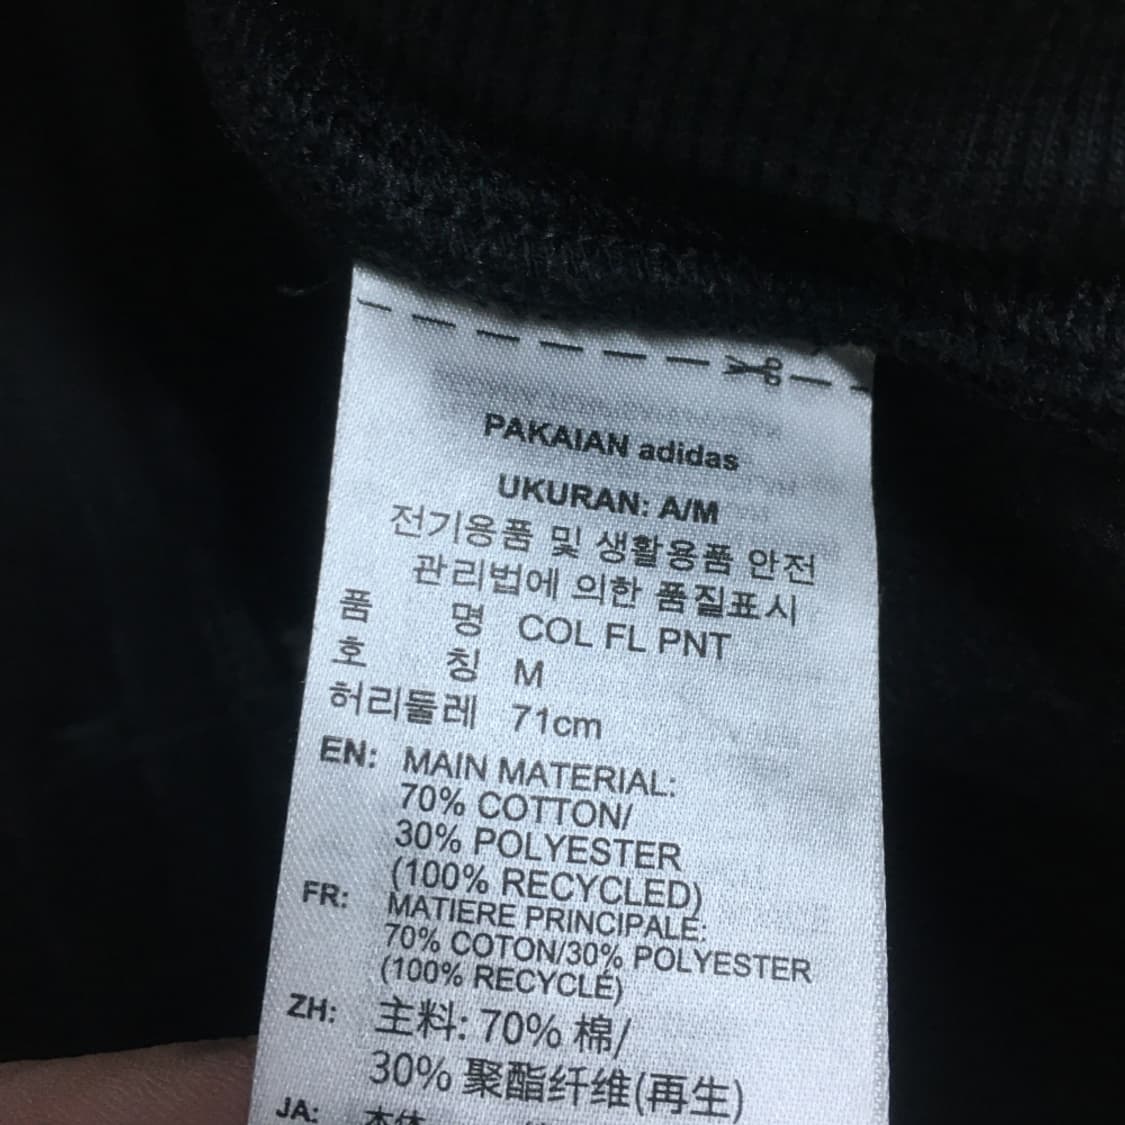 PAKAIAN adidas
UKURAN: A/M
전기용품 및 생활용품 안전
관리법에 의한 품질표시
품 명 COL FL PNT
호 칭 M
허리둘레 71cm
EN: MAIN MATERIAL:
70% COTTON/
30% POLYESTER
(100% RECYCLED)
FR: MATIERE PRINCIPALE:
70% COTON/30% POLYESTER
(100% RECYCLÉ)
ZH: 主料: 70% 棉/
30% 聚酯纤维(再生)
JA: 本体